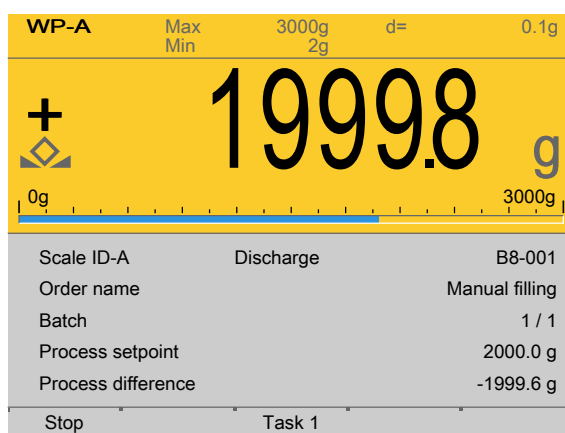 WP-A Max 3000g d= 0.1g
Min 2g
+ 1999.8 g
0g 3000g
Scale ID-A Discharge B8-001
Order name Manual filling
Batch 1 / 1
Process setpoint 2000.0 g
Process difference -1999.6 g
Stop Task 1